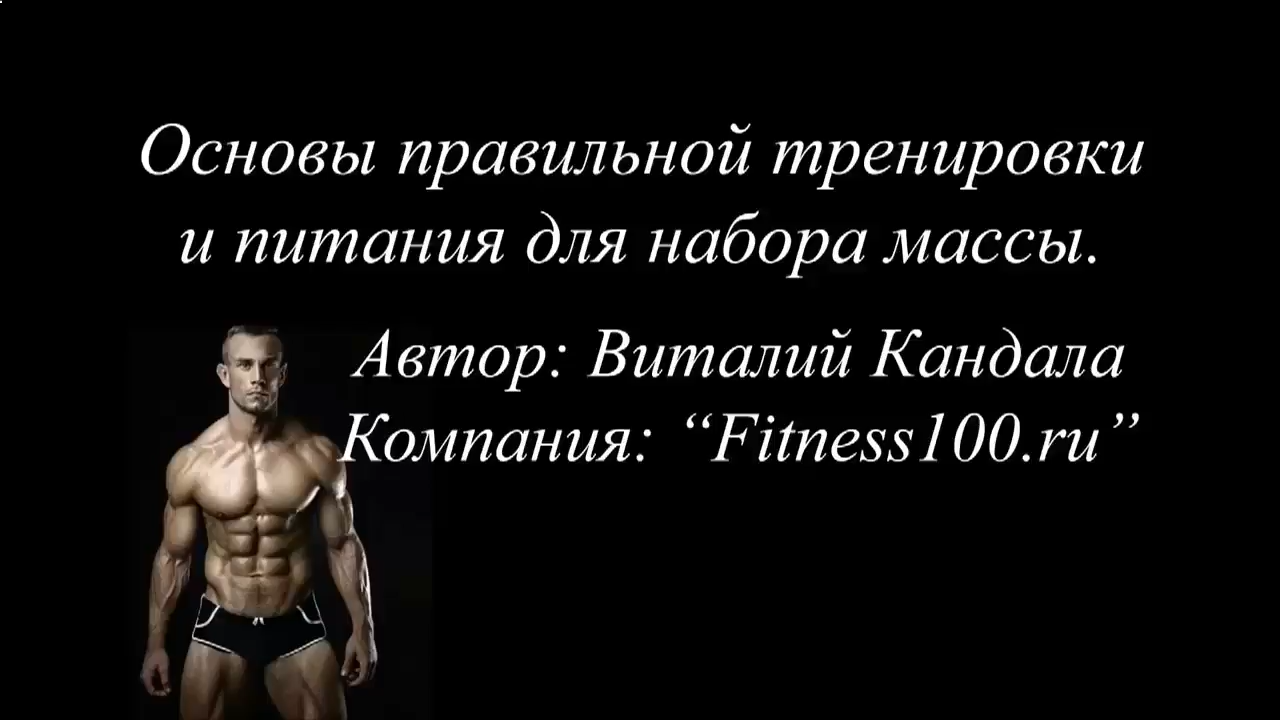 Основы правильной тренировки
и питания для набора массы.
Автор: Виталий Кандала
Компания: “Fitness100.ru”